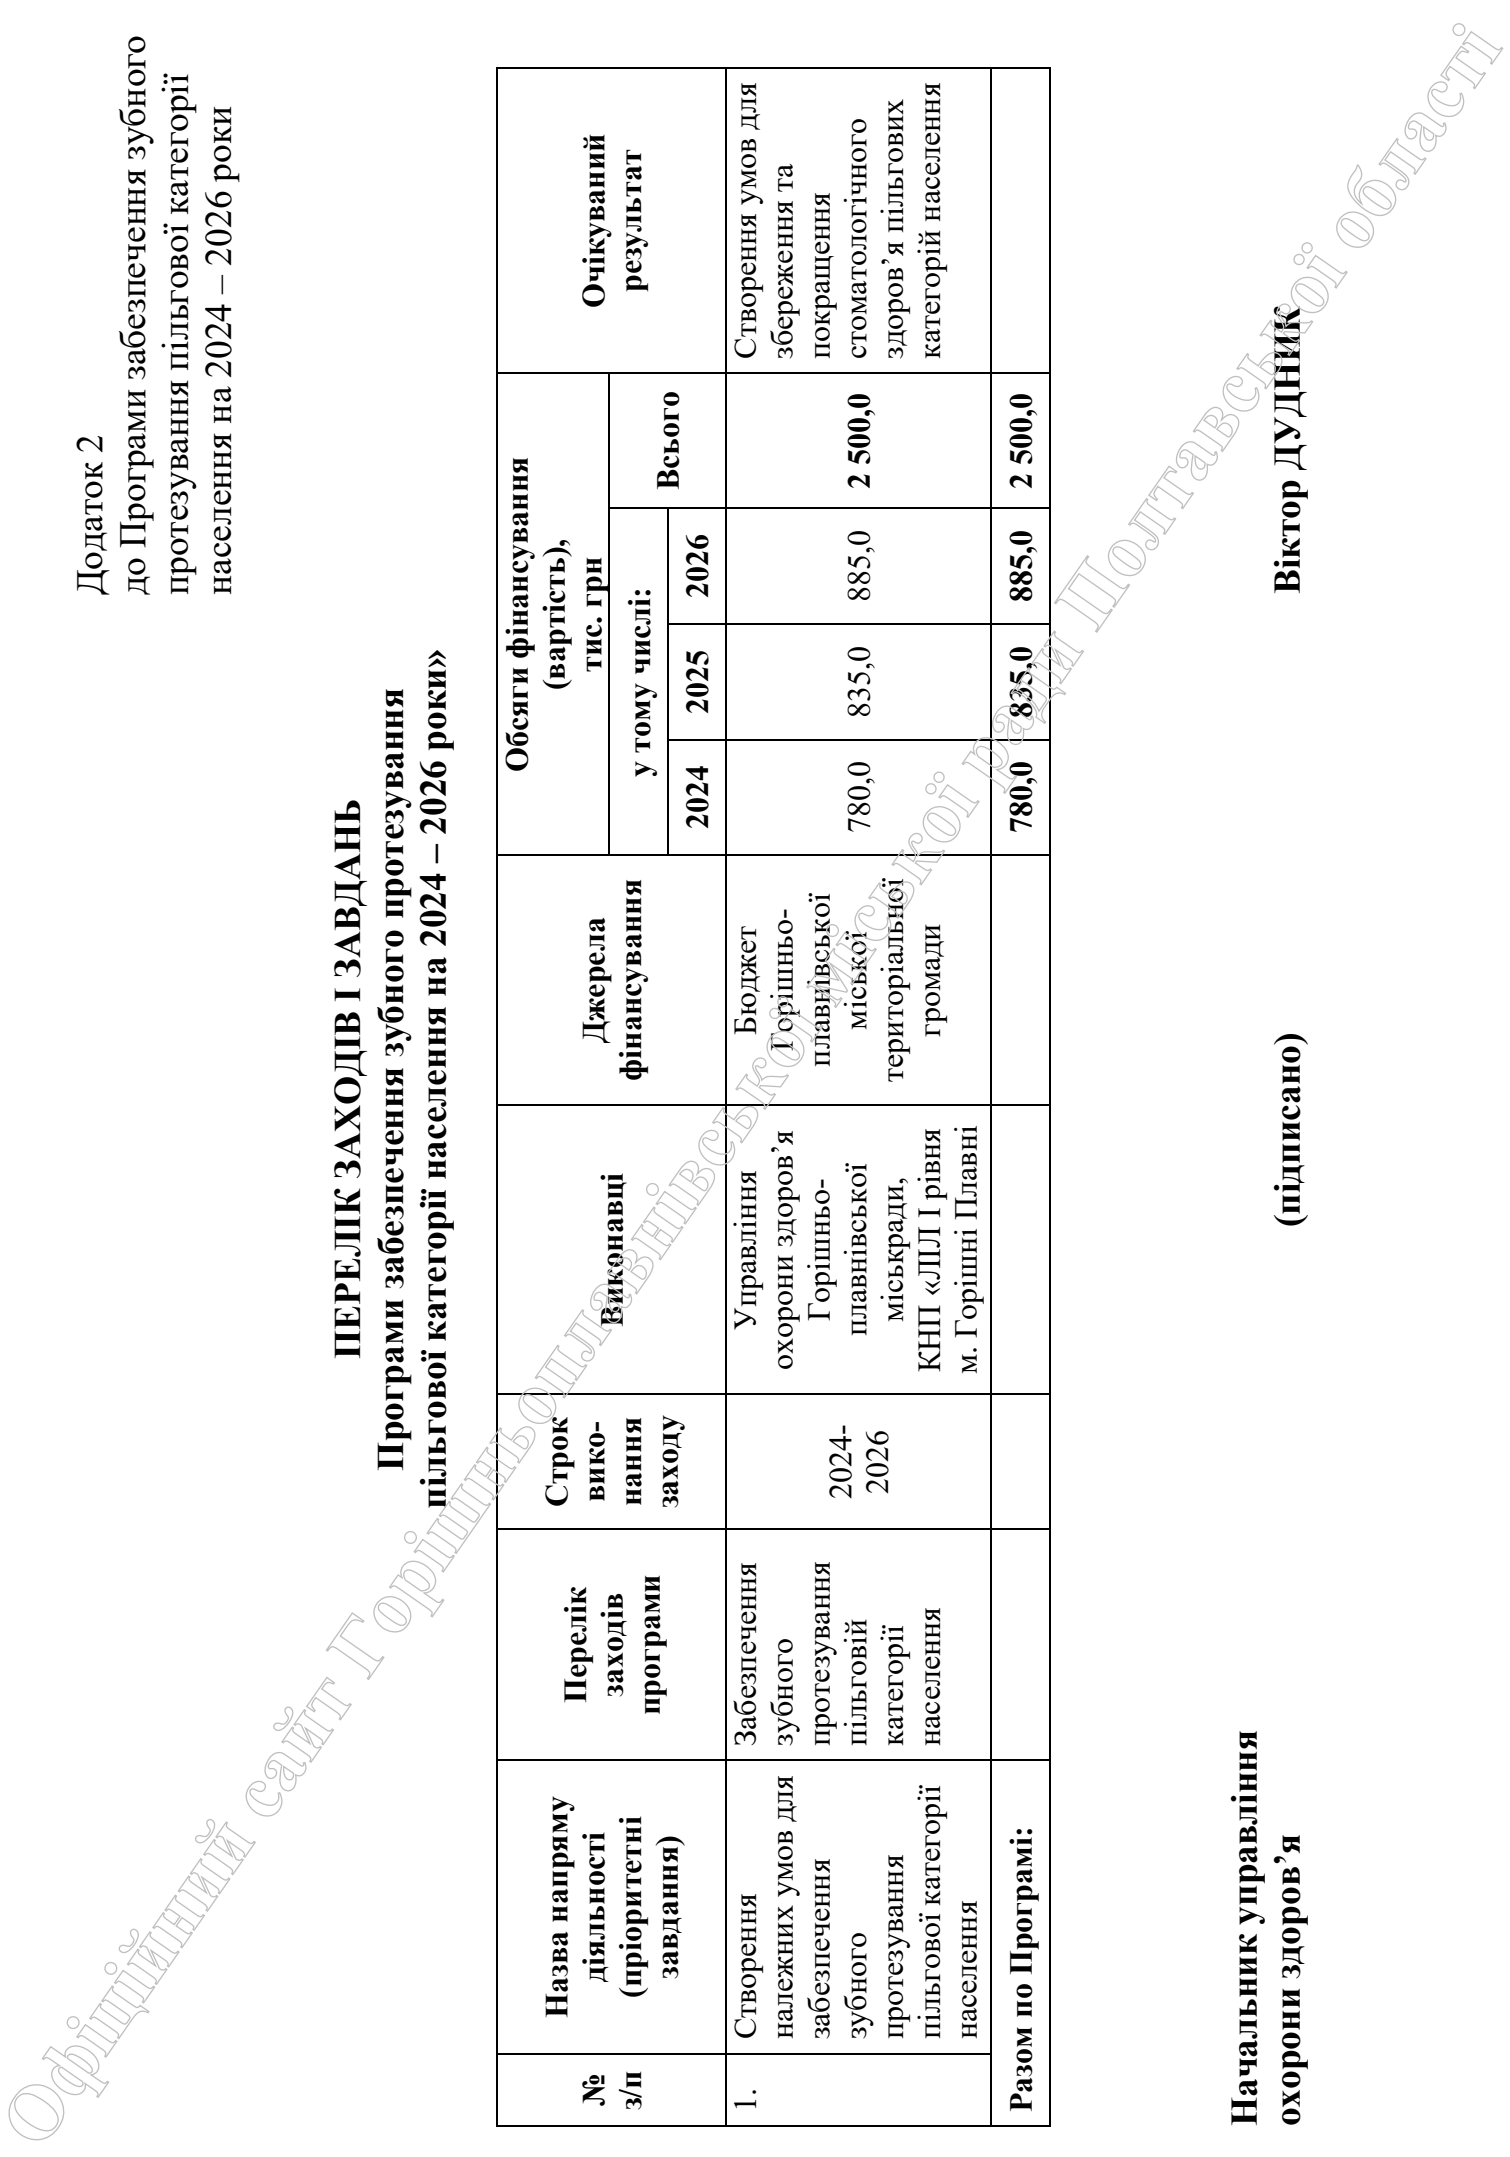 Додаток 2
до Програми забезпечення зубного
протезування пільгової категорії
населення на 2024 – 2026 роки
ПЕРЕЛІК ЗАХОДІВ І ЗАВДАНЬ
Програми забезпечення зубного протезування
пільгової категорії населення на 2024 – 2026 роки»
№
з/п
Назва напряму
діяльності
(пріоритетні
завдання)
Перелік
заходів
програми
Строк
вико-
нання
заходу
Виконавці
Джерела
фінансування
Обсяги фінансування
(вартість),
тис. грн
у тому числі:
2024
2025
2026
Всього
Очікуваний
результат
1.
Створення
належних умов для
забезпечення
зубного
протезування
пільгової категорії
населення
Забезпечення
зубного
протезування
пільговій
категорії
населення
2024-
2026
Управління
охорони здоров’я
Горішньо-
плавнівської
міськради,
КНП «ЛІЛ І рівня
м. Горішні Плавні
Бюджет
Горішньо-
плавнівської
міської
територіальної
громади
780,0
835,0
885,0
2 500,0
Створення умов для
збереження та
покращення
стоматологічного
здоров’я пільгових
категорій населення
Разом по Програмі:
780,0
835,0
885,0
2 500,0
Начальник управління
охорони здоров’я
(підписано)
Віктор ДУДНИК
Офіційний сайт Горішньоплавнівської міської ради Полтавської області